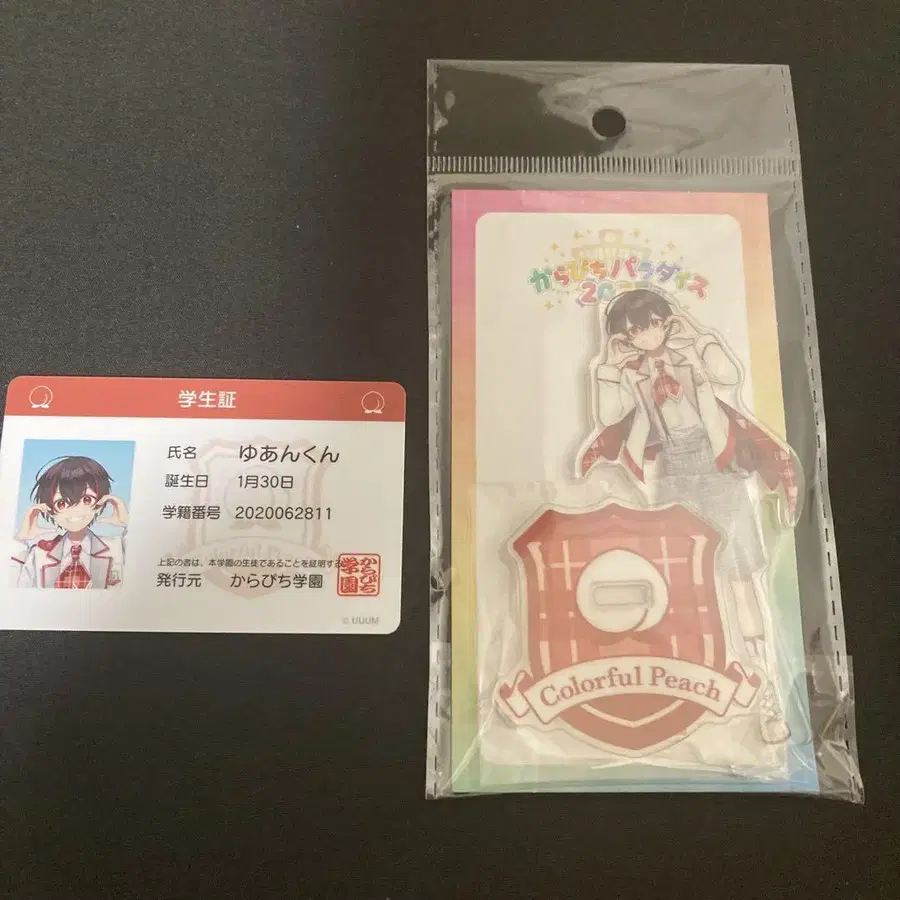 学生証
氏名 ゆあんくん
誕生日 1月30日
学籍番号 2020062811
上記の者は、本学園の生徒であることを証明する
発行元 からぴち学園
からぴち
学園
© UUUM
からぴちパラダイス
Colorful Peach